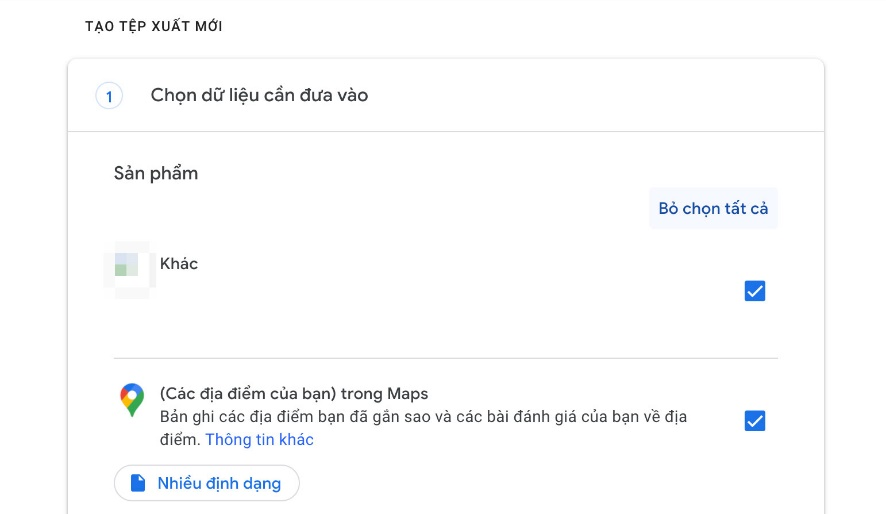 TẠO TỆP XUẤT MỚI
1 Chọn dữ liệu cần đưa vào
Sản phẩm
Bỏ chọn tất cả
Khác
(Các địa điểm của bạn) trong Maps
Bản ghi các địa điểm bạn đã gắn sao và các bài đánh giá của bạn về địa
điểm. Thông tin khác
Nhiều định dạng